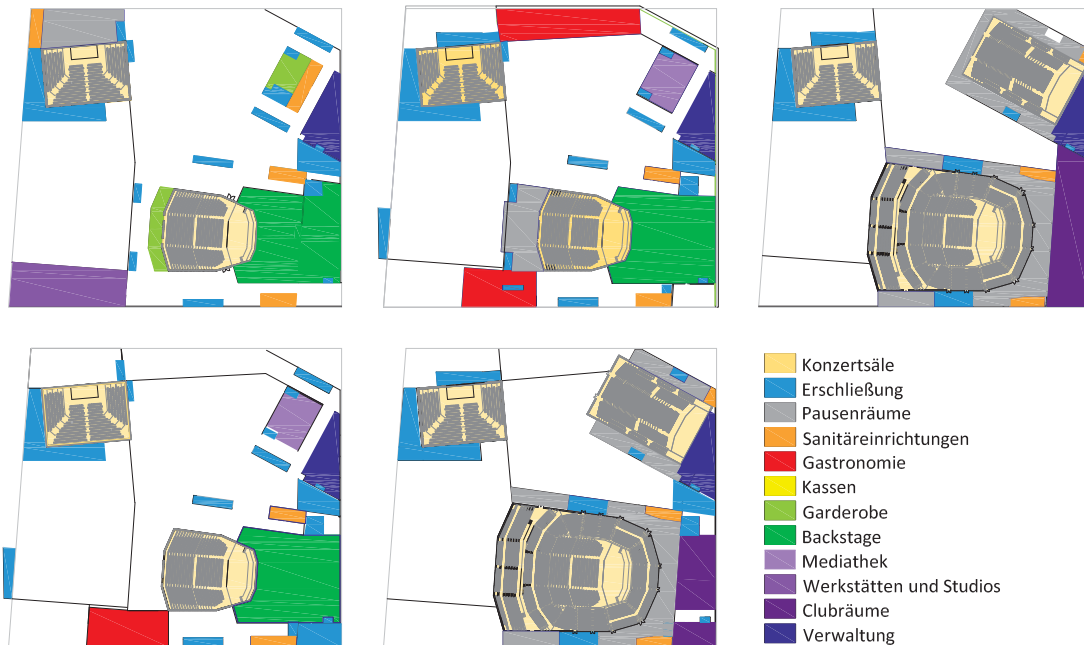 Konzertsäle
Erschließung
Pausenräume
Sanitäreinrichtungen
Gastronomie
Kassen
Garderobe
Backstage
Mediathek
Werkstätten und Studios
Clubräume
Verwaltung